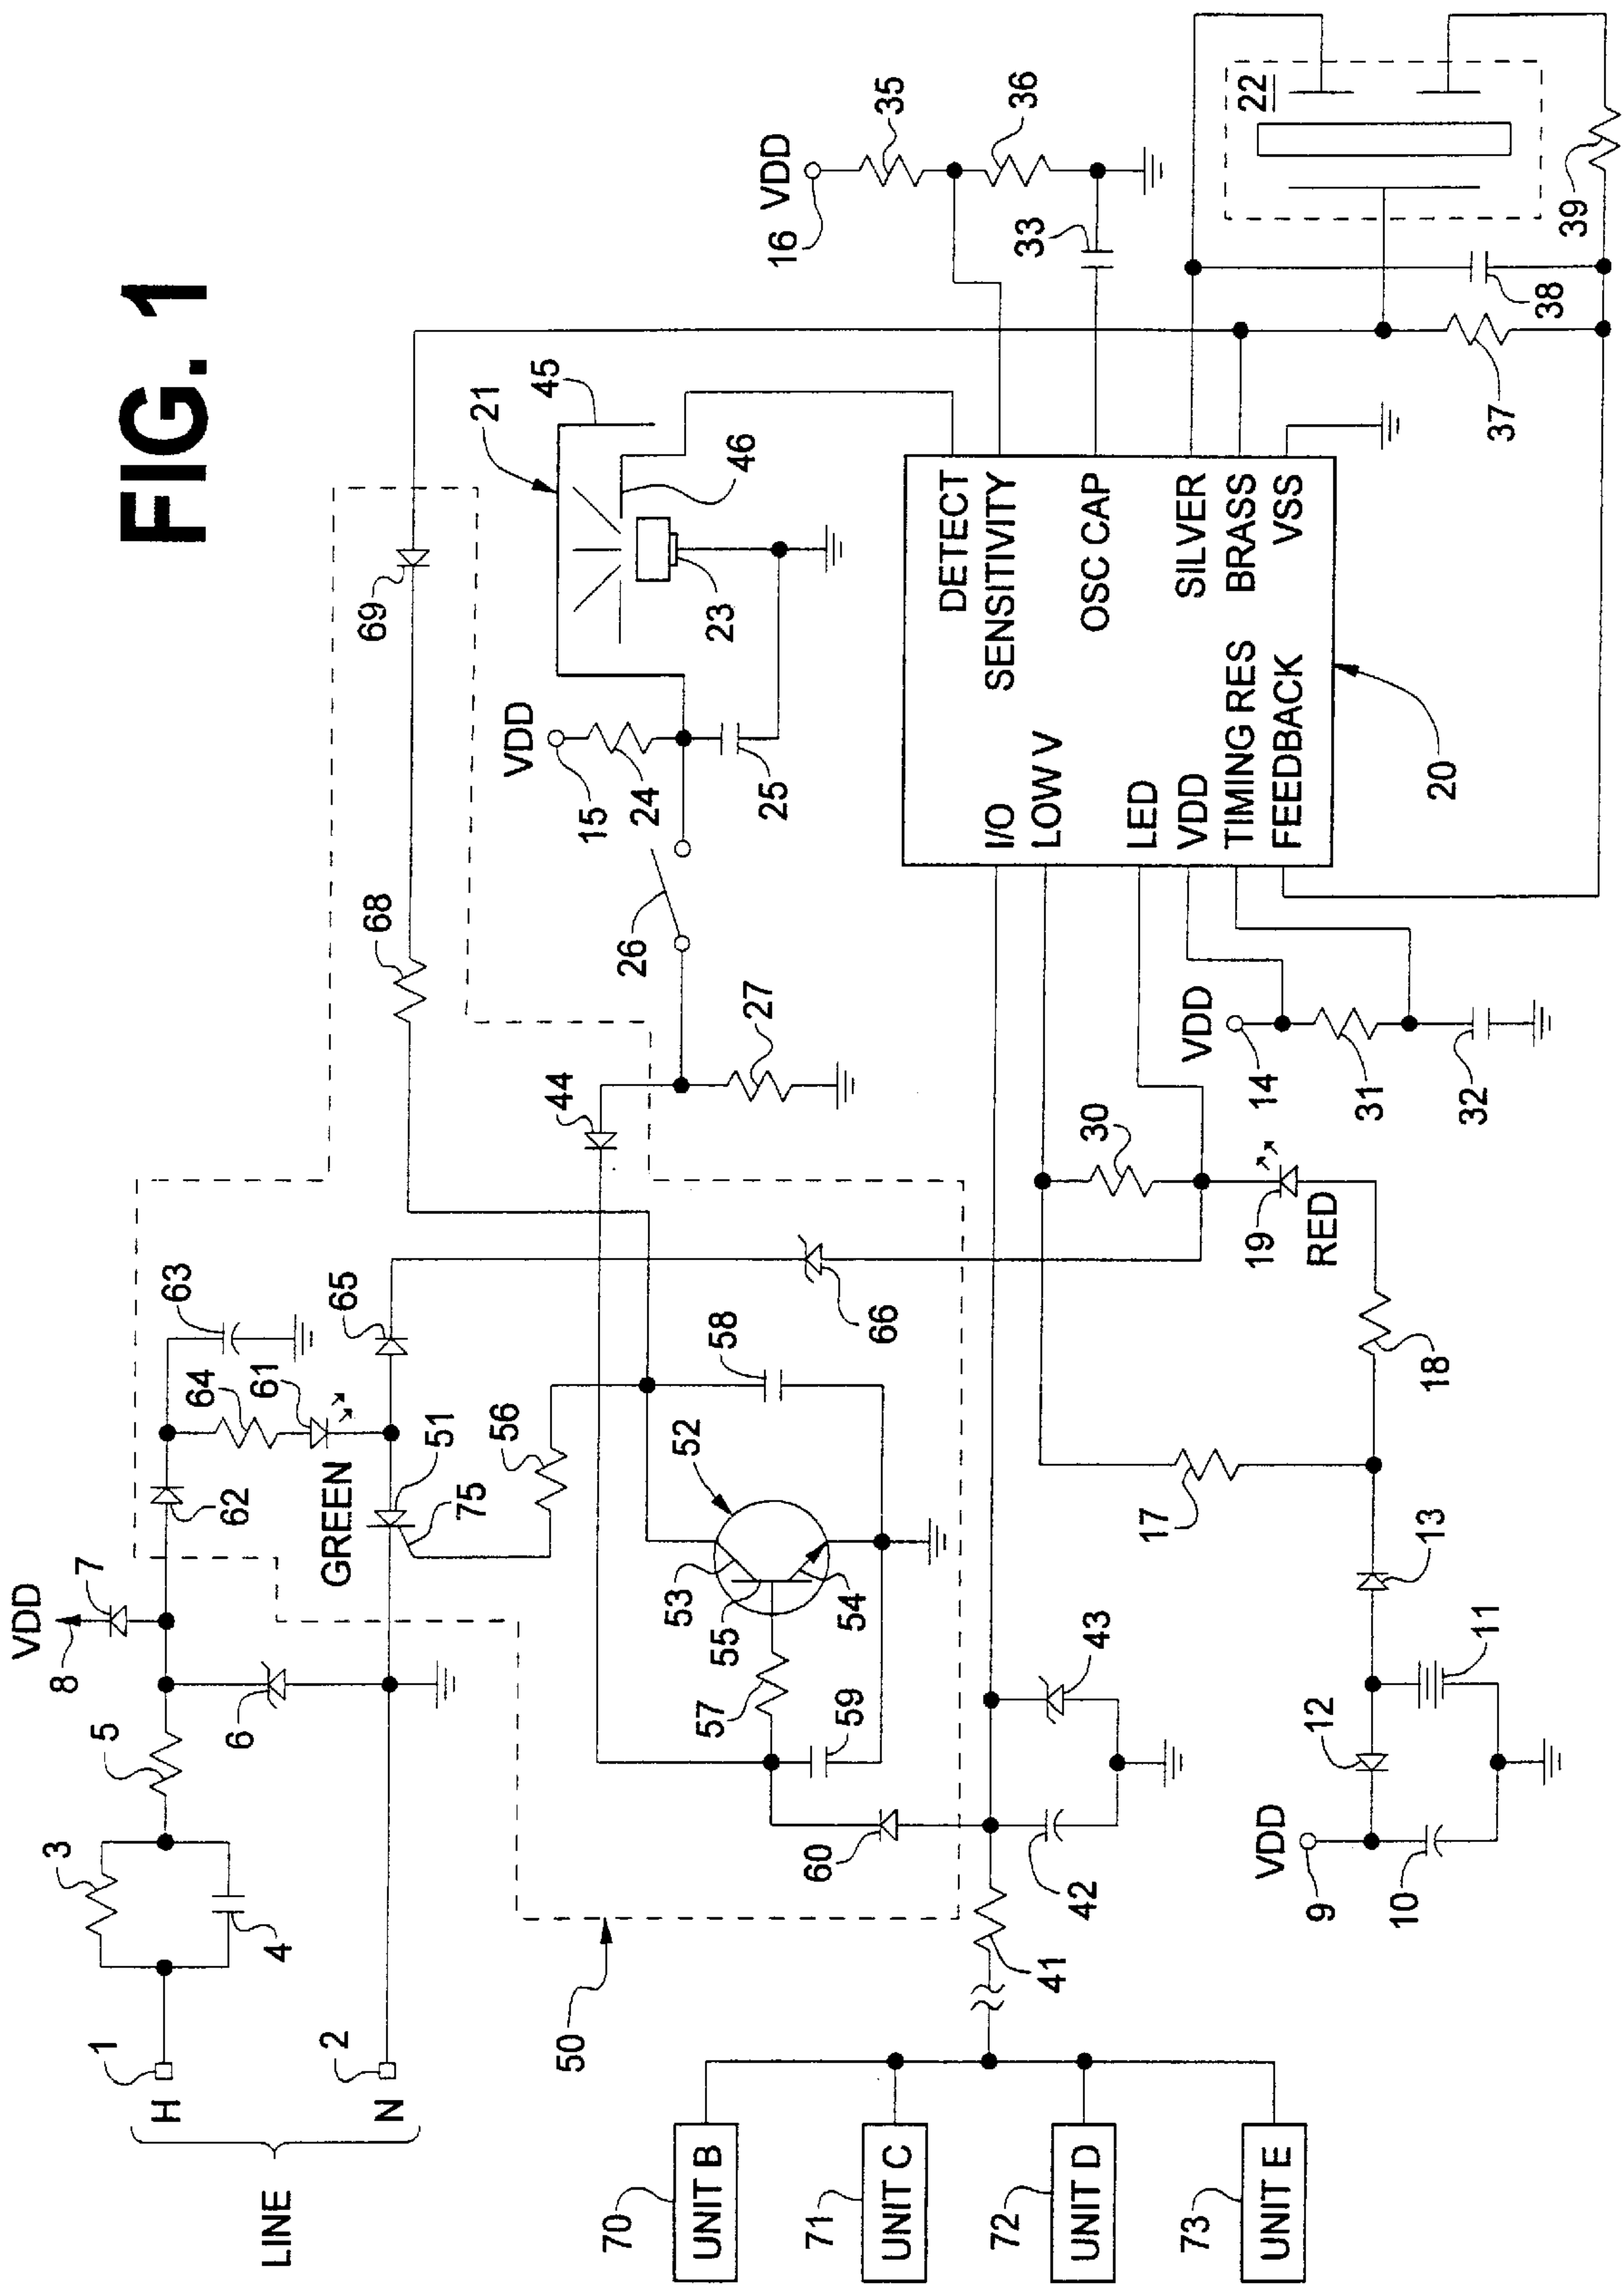 FIG. 1
LINE
H
N
1
2
3
4
5
6
7
8
VDD
62
63
64
61
65
GREEN
51
75
56
68
69
50
52
53
54
55
57
58
59
60
66
44
21
45
46
23
VDD
15
24
25
26
27
VDD
16
35
36
33
22
38
39
37
DETECT
SENSITIVITY
OSC CAP
SILVER
BRASS
VSS
I/O
LOW V
LED
VDD
TIMING RES
FEEDBACK
20
VDD
14
31
32
30
19
RED
18
17
13
11
12
VDD
9
10
43
42
41
70
UNIT B
71
UNIT C
72
UNIT D
73
UNIT E